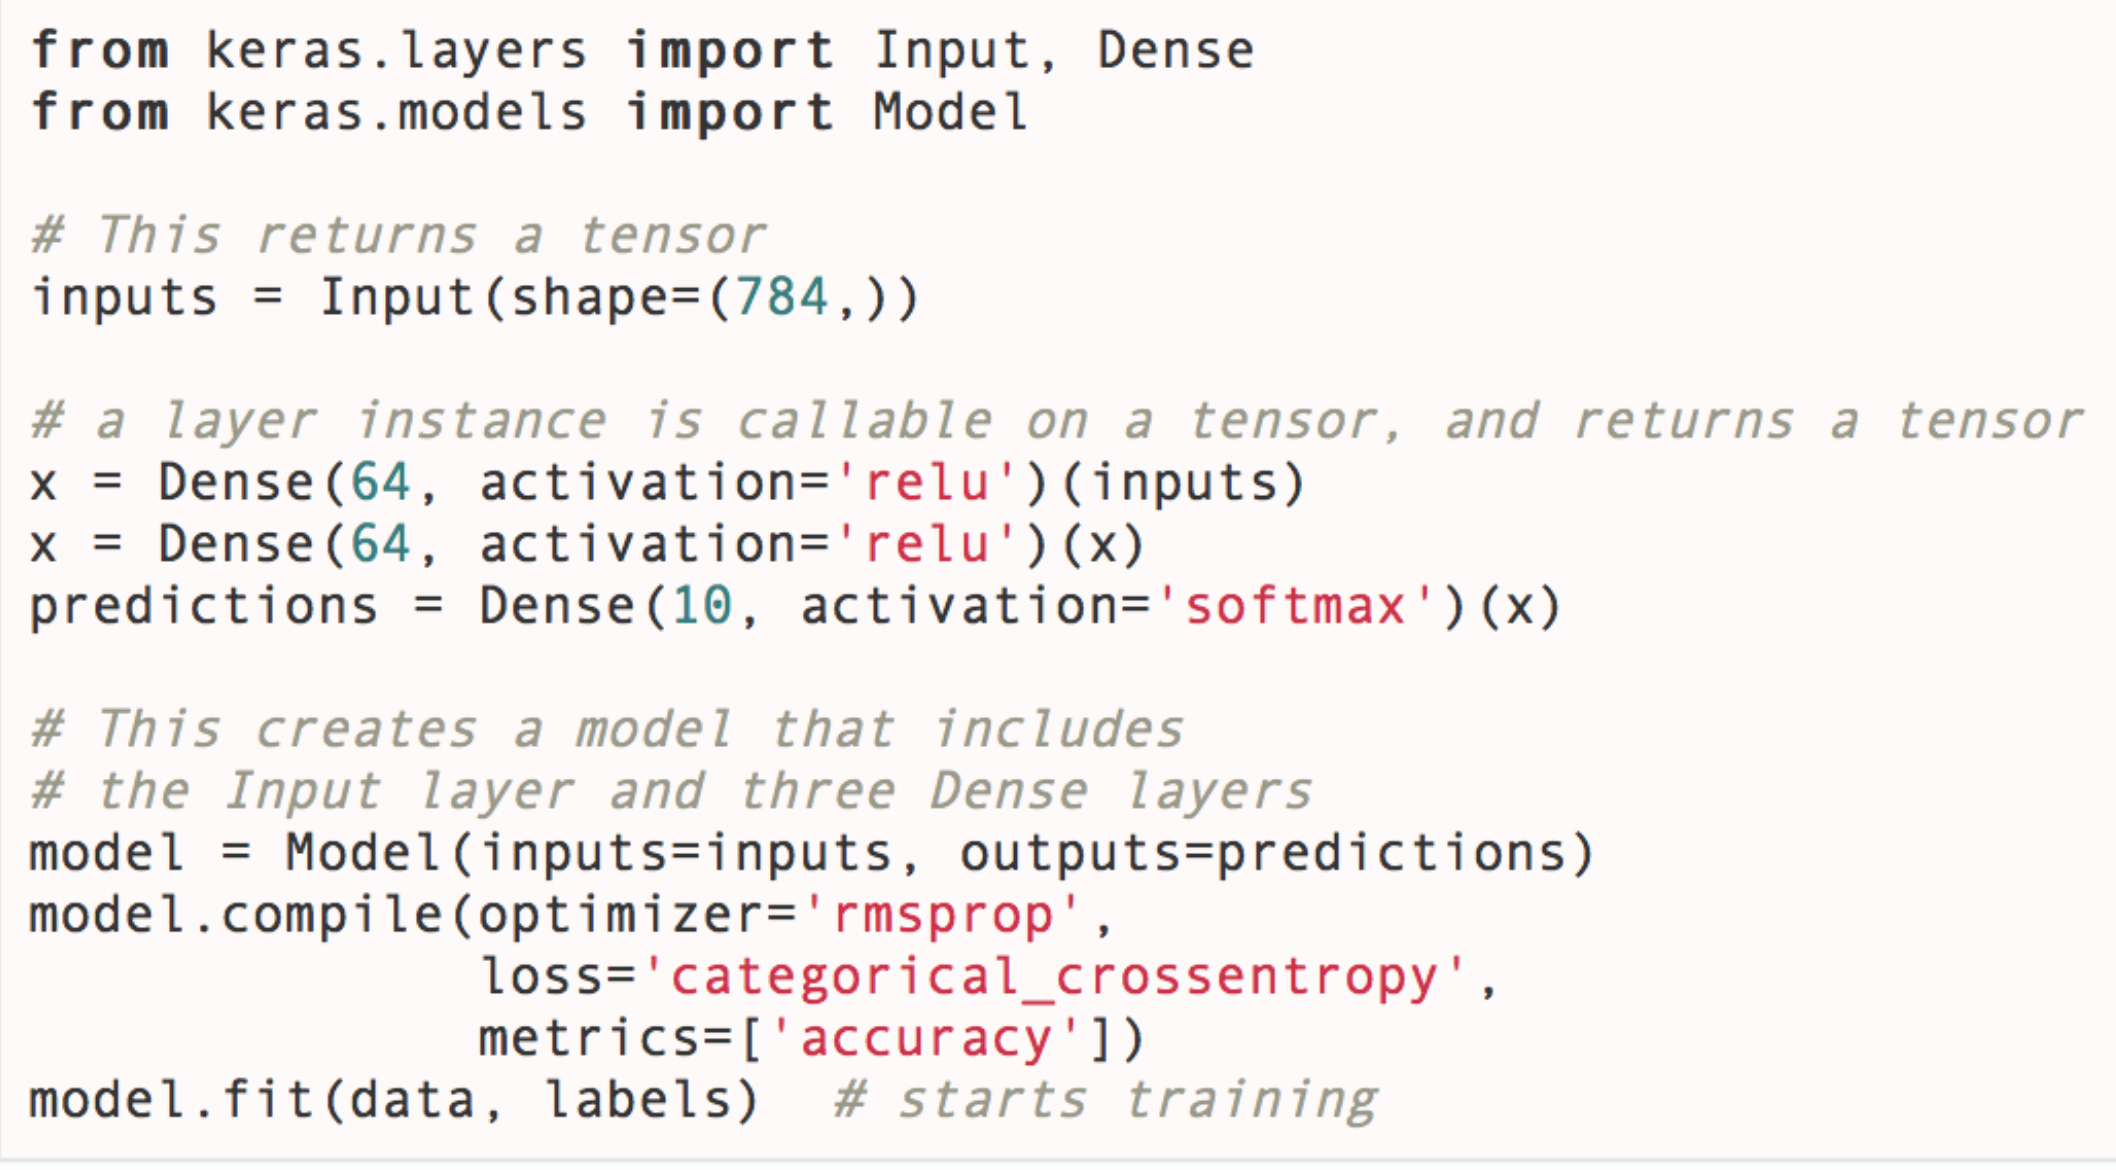 from keras.layers import Input, Dense
from keras.models import Model
# This returns a tensor
inputs = Input(shape=(784,))
# a layer instance is callable on a tensor, and returns a tensor
x = Dense(64, activation='relu')(inputs)
x = Dense(64, activation='relu')(x)
predictions = Dense(10, activation='softmax')(x)
# This creates a model that includes
# the Input layer and three Dense layers
model = Model(inputs=inputs, outputs=predictions)
model.compile(optimizer='rmsprop',
              loss='categorical_crossentropy',
              metrics=['accuracy'])
model.fit(data, labels)  # starts training